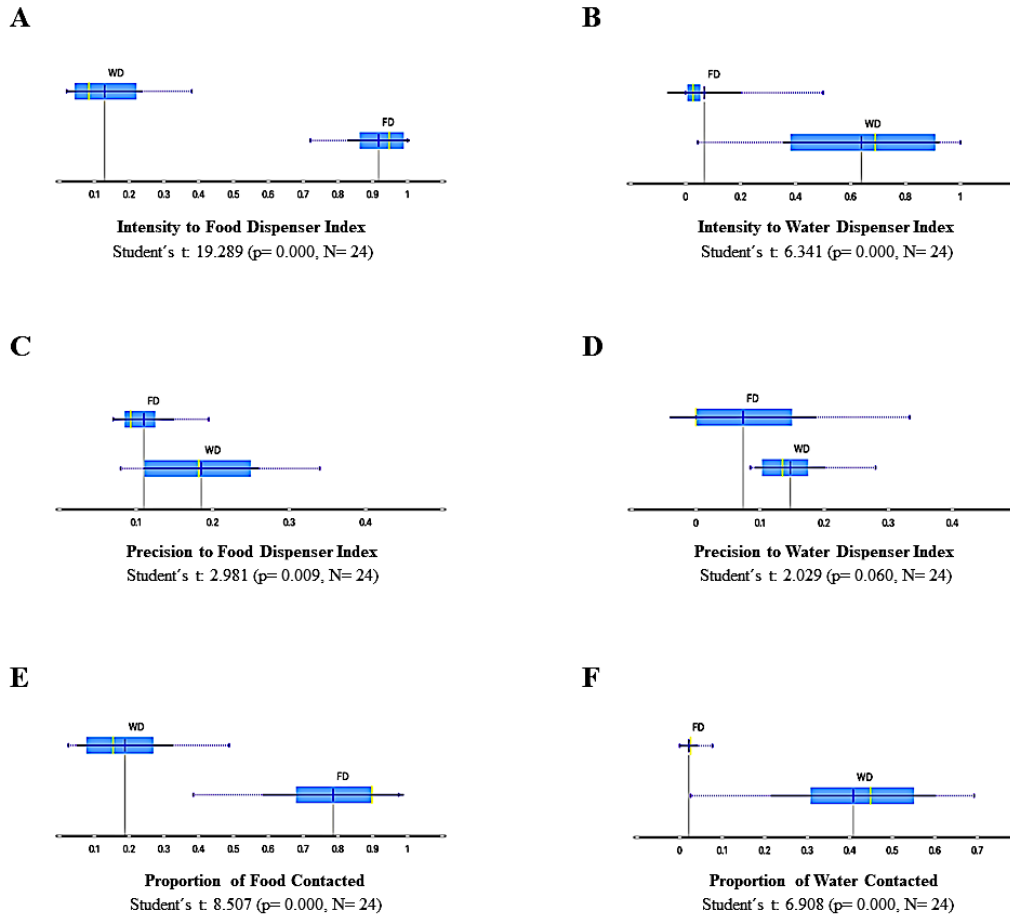 A
WD
FD
0.1 0.2 0.3 0.4 0.5 0.6 0.7 0.8 0.9 1
Intensity to Food Dispenser Index
Student´s t: 19.289 (p= 0.000, N= 24)
B
FD
WD
0 0.2 0.4 0.6 0.8 1
Intensity to Water Dispenser Index
Student´s t: 6.341 (p= 0.000, N= 24)
C
FD
WD
0.1 0.2 0.3 0.4
Precision to Food Dispenser Index
Student´s t: 2.981 (p= 0.009, N= 24)
D
FD
WD
0 0.1 0.2 0.3 0.4
Precision to Water Dispenser Index
Student´s t: 2.029 (p= 0.060, N= 24)
E
WD
FD
0.1 0.2 0.3 0.4 0.5 0.6 0.7 0.8 0.9 1
Proportion of Food Contacted
Student´s t: 8.507 (p= 0.000, N= 24)
F
FD
WD
0 0.1 0.2 0.3 0.4 0.5 0.6 0.7
Proportion of Water Contacted
Student´s t: 6.908 (p= 0.000, N= 24)